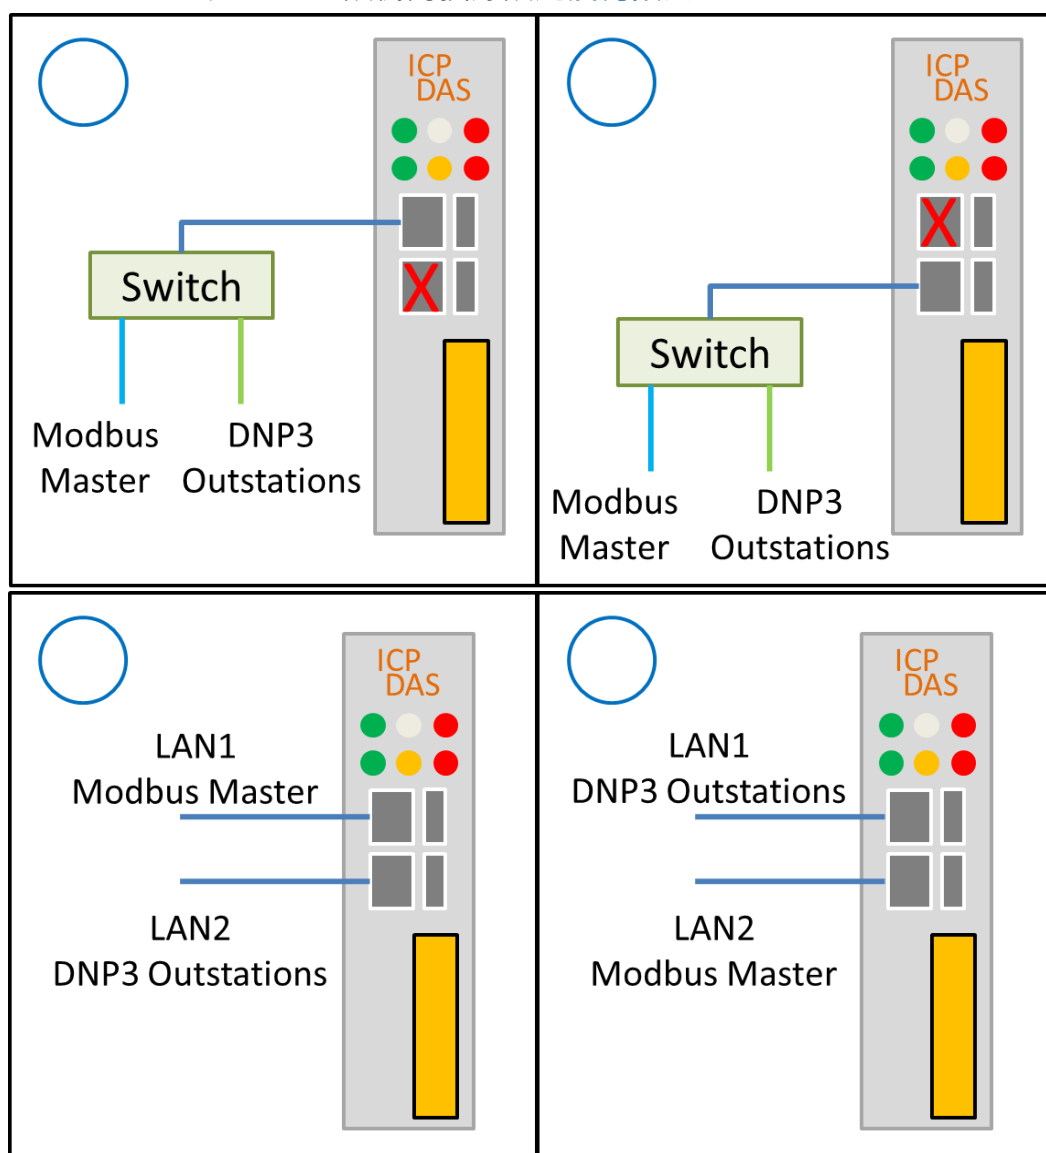 ICP
DAS
X
Switch
Modbus
Master
DNP3
Outstations
ICP
DAS
X
Switch
Modbus
Master
DNP3
Outstations
ICP
DAS
LAN1
Modbus Master
LAN2
DNP3 Outstations
ICP
DAS
LAN1
DNP3 Outstations
LAN2
Modbus Master